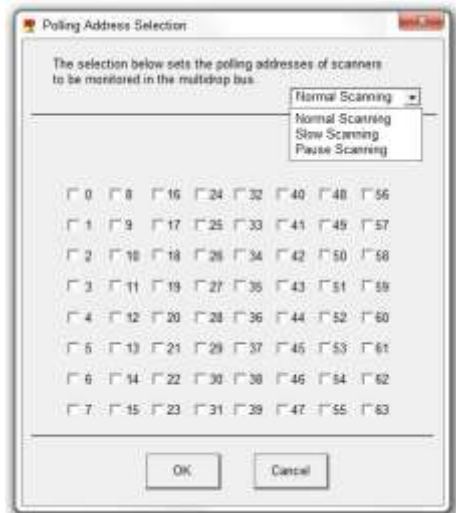 Polling Address Selection
The selection below sets the polling addresses of scanners
to be monitored in the multidrop bus.
Normal Scanning
Normal Scanning
Slow Scanning
Pause Scanning
0 8 16 24 32 40 48 56
1 9 17 25 33 41 49 57
2 10 18 26 34 42 50 58
3 11 19 27 35 43 51 59
4 12 20 28 36 44 52 60
5 13 21 29 37 45 53 61
6 14 22 30 38 46 54 62
7 15 23 31 39 47 55 63
OK Cancel